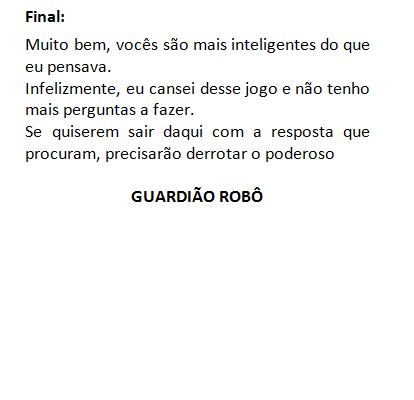 Final:
Muito bem, vocês são mais inteligentes do que
eu pensava.
Infelizmente, eu cansei desse jogo e não tenho
mais perguntas a fazer.
Se quiserem sair daqui com a resposta que
procuram, precisarão derrotar o poderoso
GUARDIÃO ROBÔ